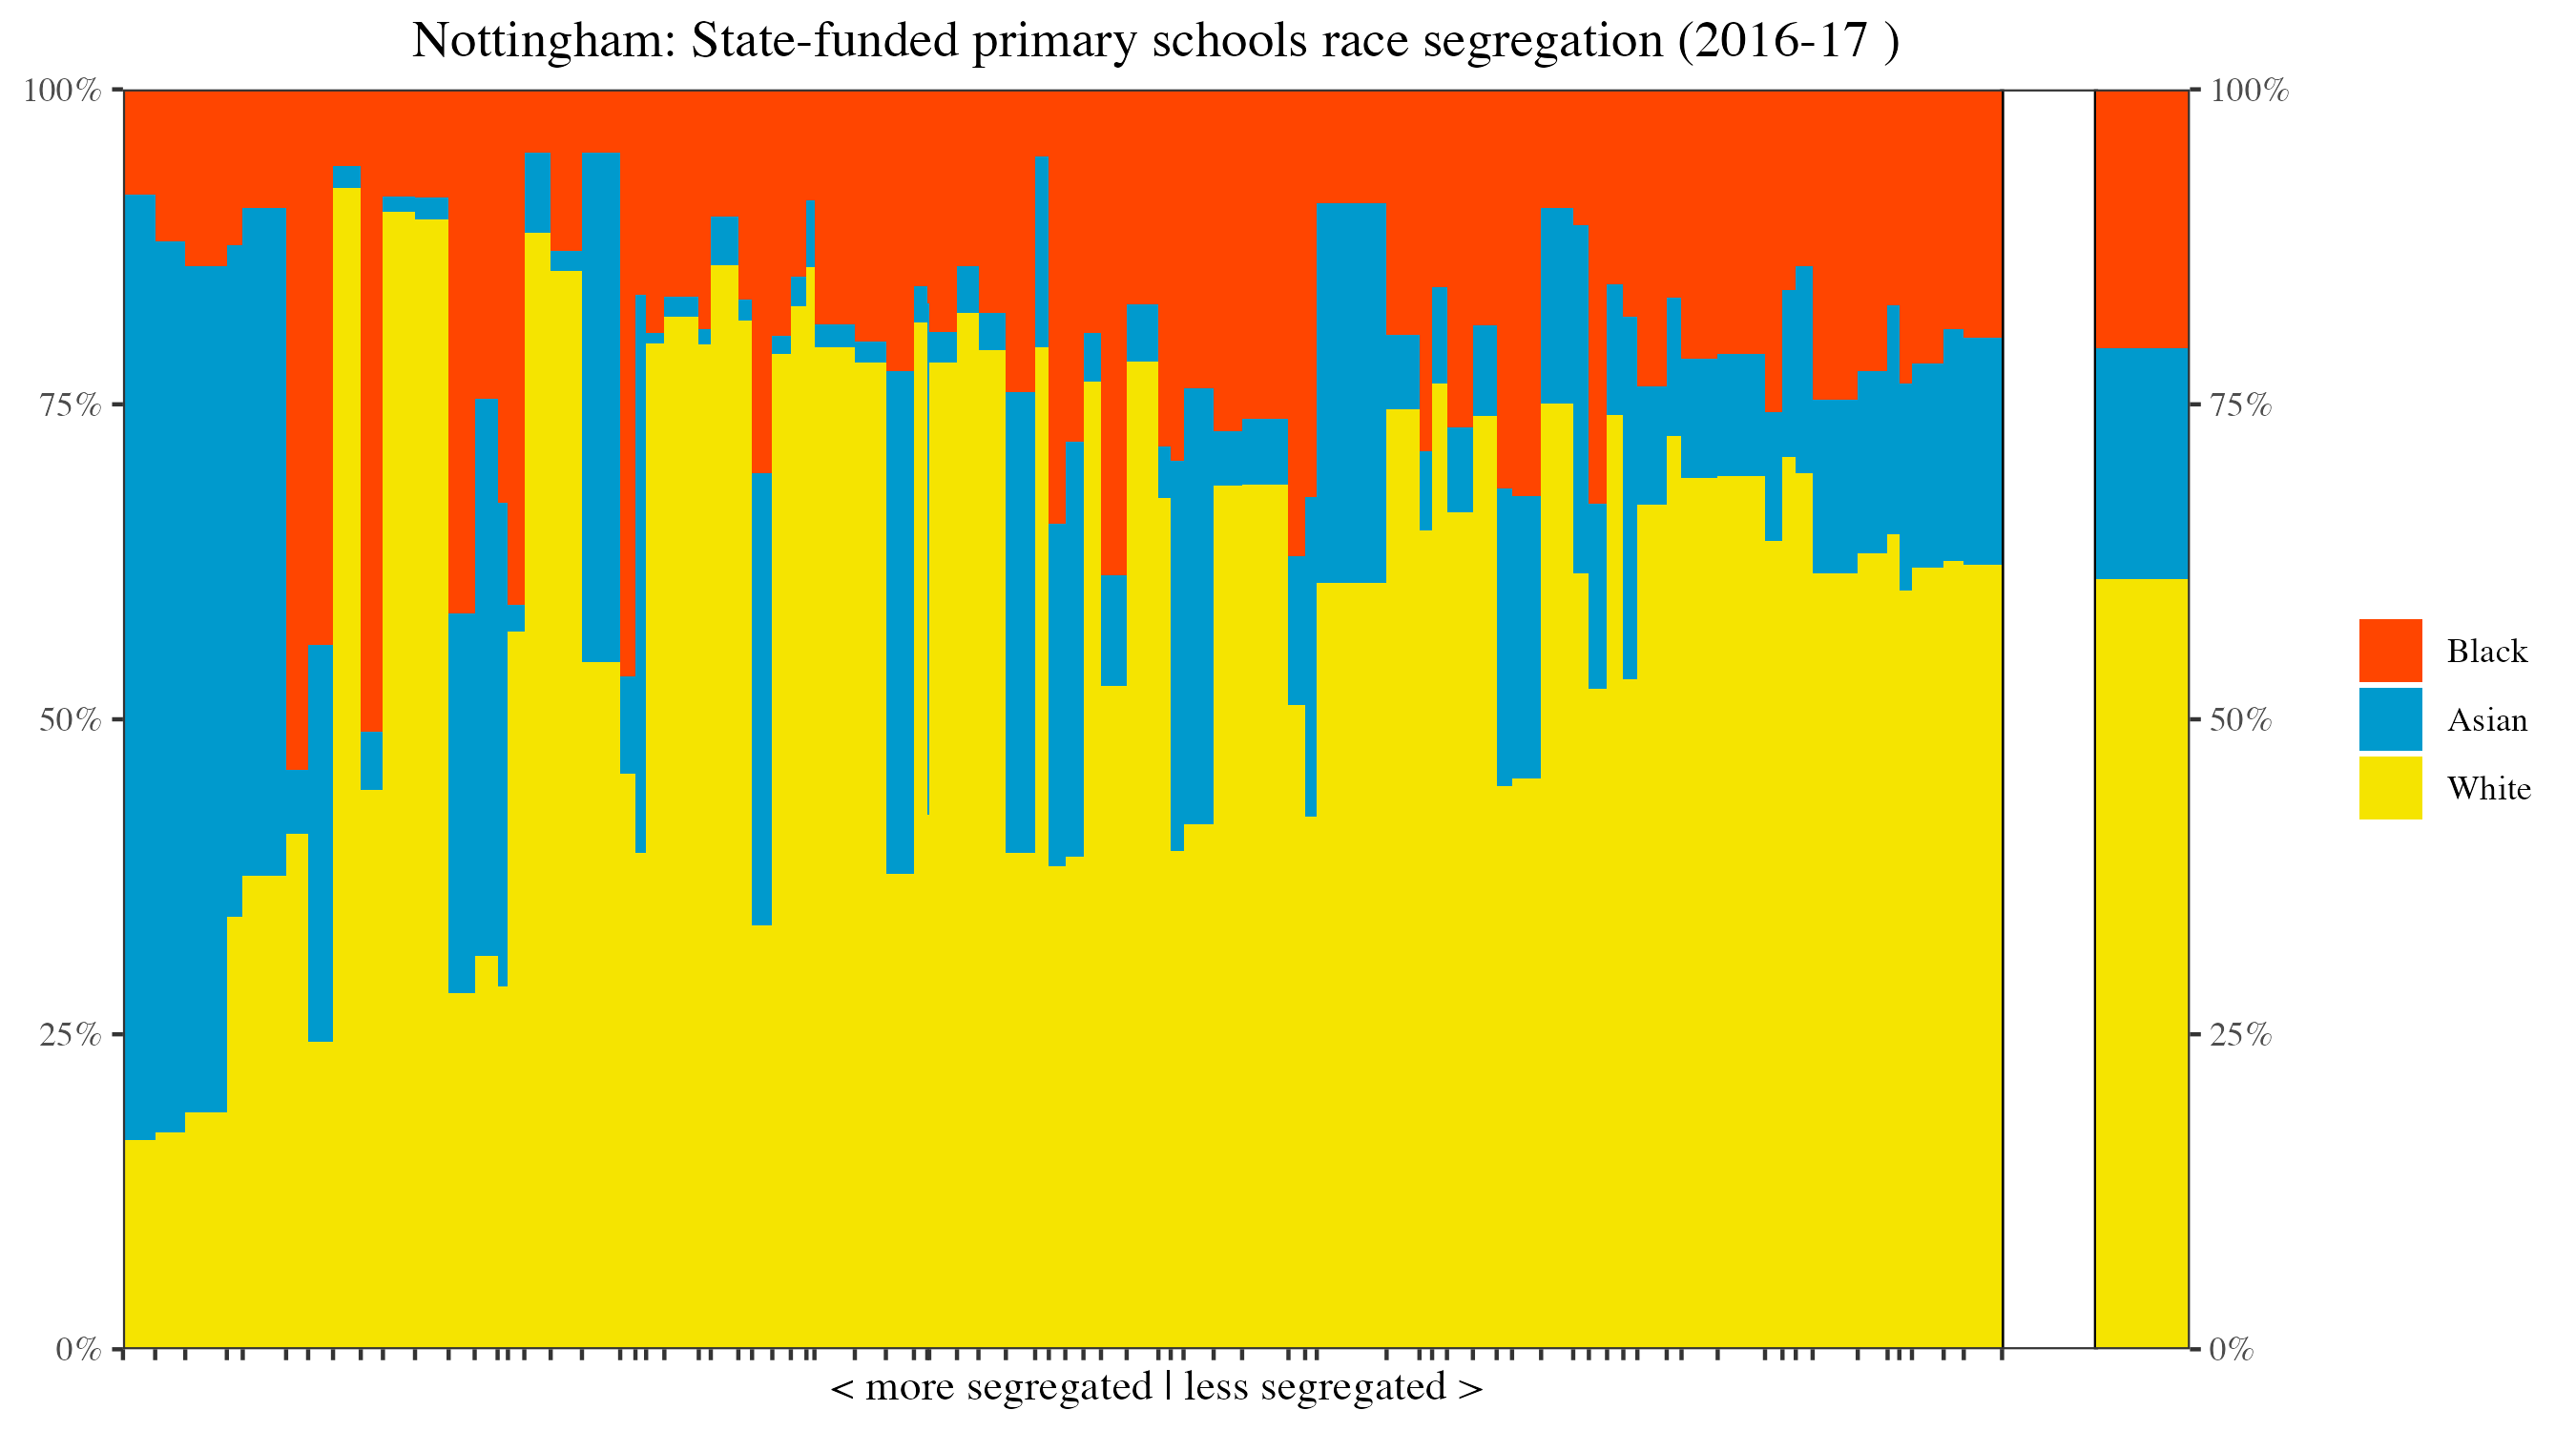 Nottingham: State-funded primary schools race segregation (2016-17 )
100%
75%
50%
25%
0%
100%
75%
50%
25%
0%
Black
Asian
White
< more segregated | less segregated >